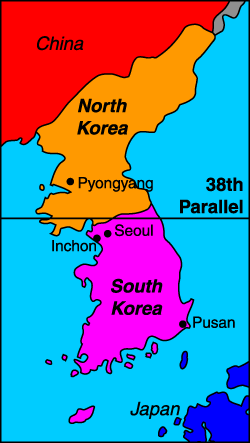 China
North
Korea
Pyongyang
38th
Parallel
Seoul
Inchon
South
Korea
Pusan
Japan